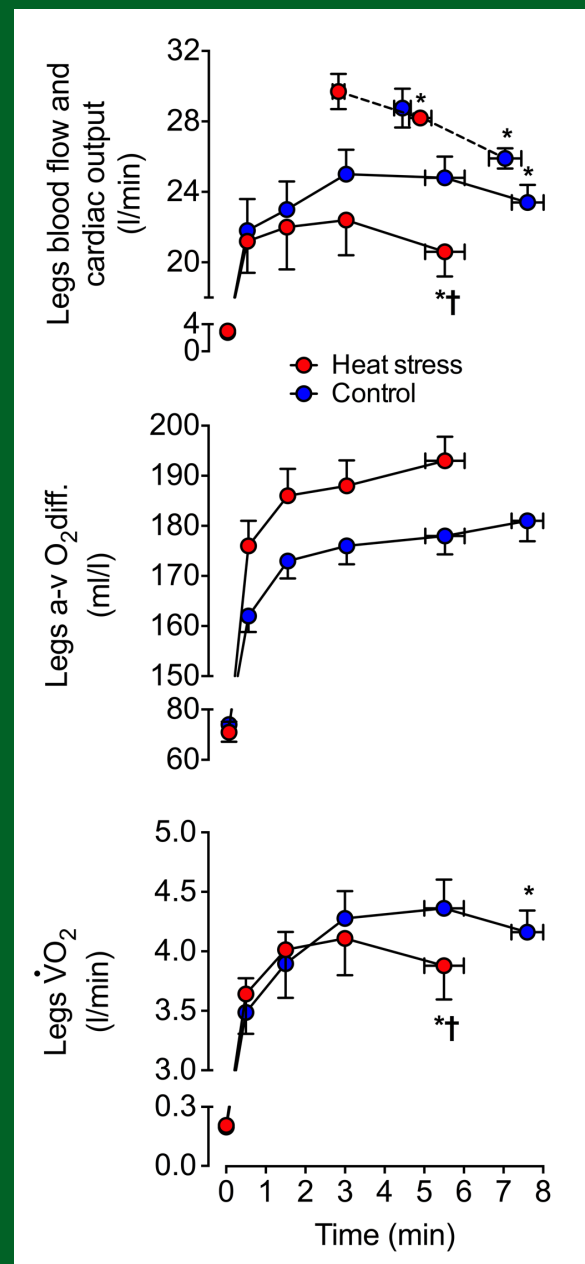 Legs blood flow and
cardiac output
(l/min)
32
28
24
20
4
0
*
*
*
*†
Heat stress
Control
Legs a-v O₂diff.
(ml/l)
200
190
180
170
160
150
80
60
Legs V̇O₂
(l/min)
5.0
4.5
4.0
3.5
3.0
0.3
0.0
*
*†
0 1 2 3 4 5 6 7 8
Time (min)